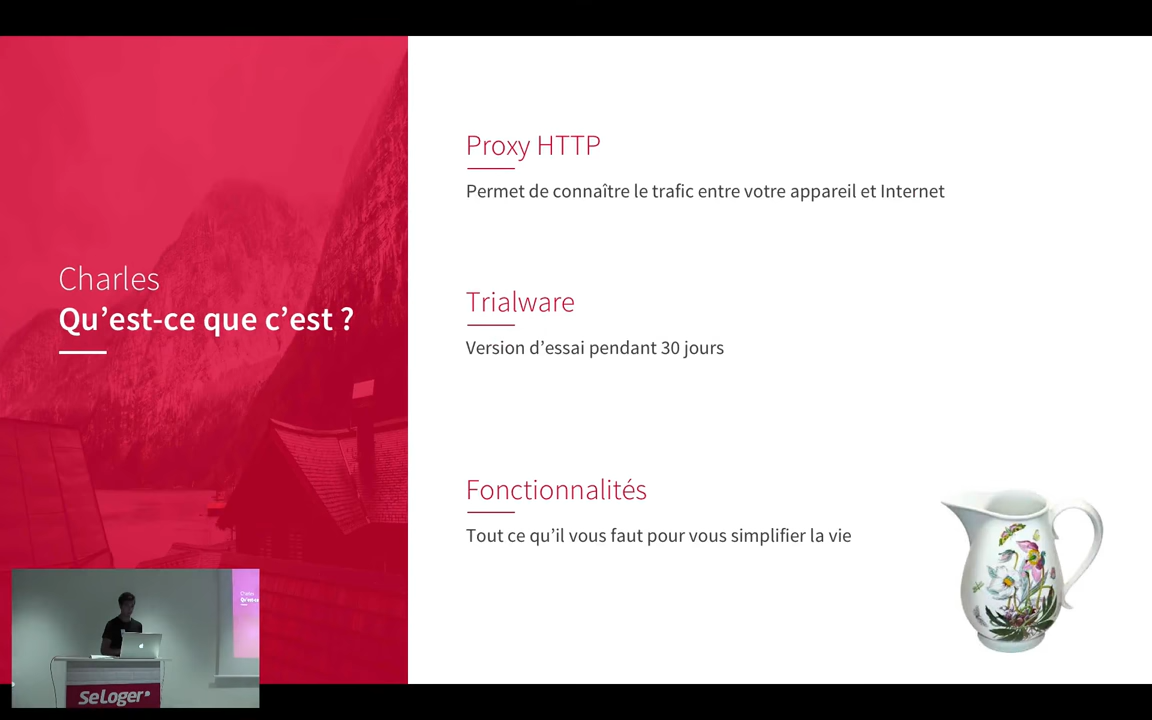 Charles
Qu’est-ce que c’est ?
Proxy HTTP
Permet de connaître le trafic entre votre appareil et Internet
Trialware
Version d’essai pendant 30 jours
Fonctionnalités
Tout ce qu’il vous faut pour vous simplifier la vie
SeLoger